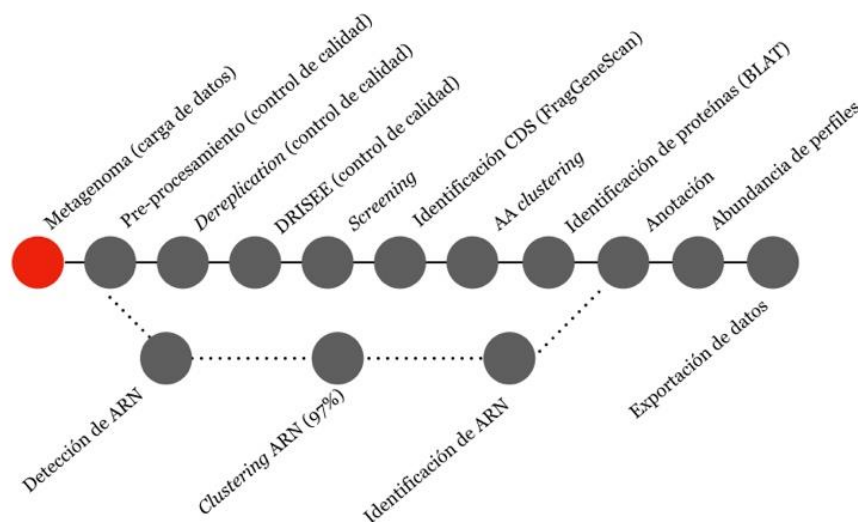 Metagenoma (carga de datos)
Pre-procesamiento (control de calidad)
Dereplication (control de calidad)
DRISEE (control de calidad)
Screening
Identificación CDS (FragGeneScan)
AA clustering
Identificación de proteínas (BLAT)
Anotación
Abundancia de perfiles
Detección de ARN
Clustering ARN (97%)
Identificación de ARN
Exportación de datos